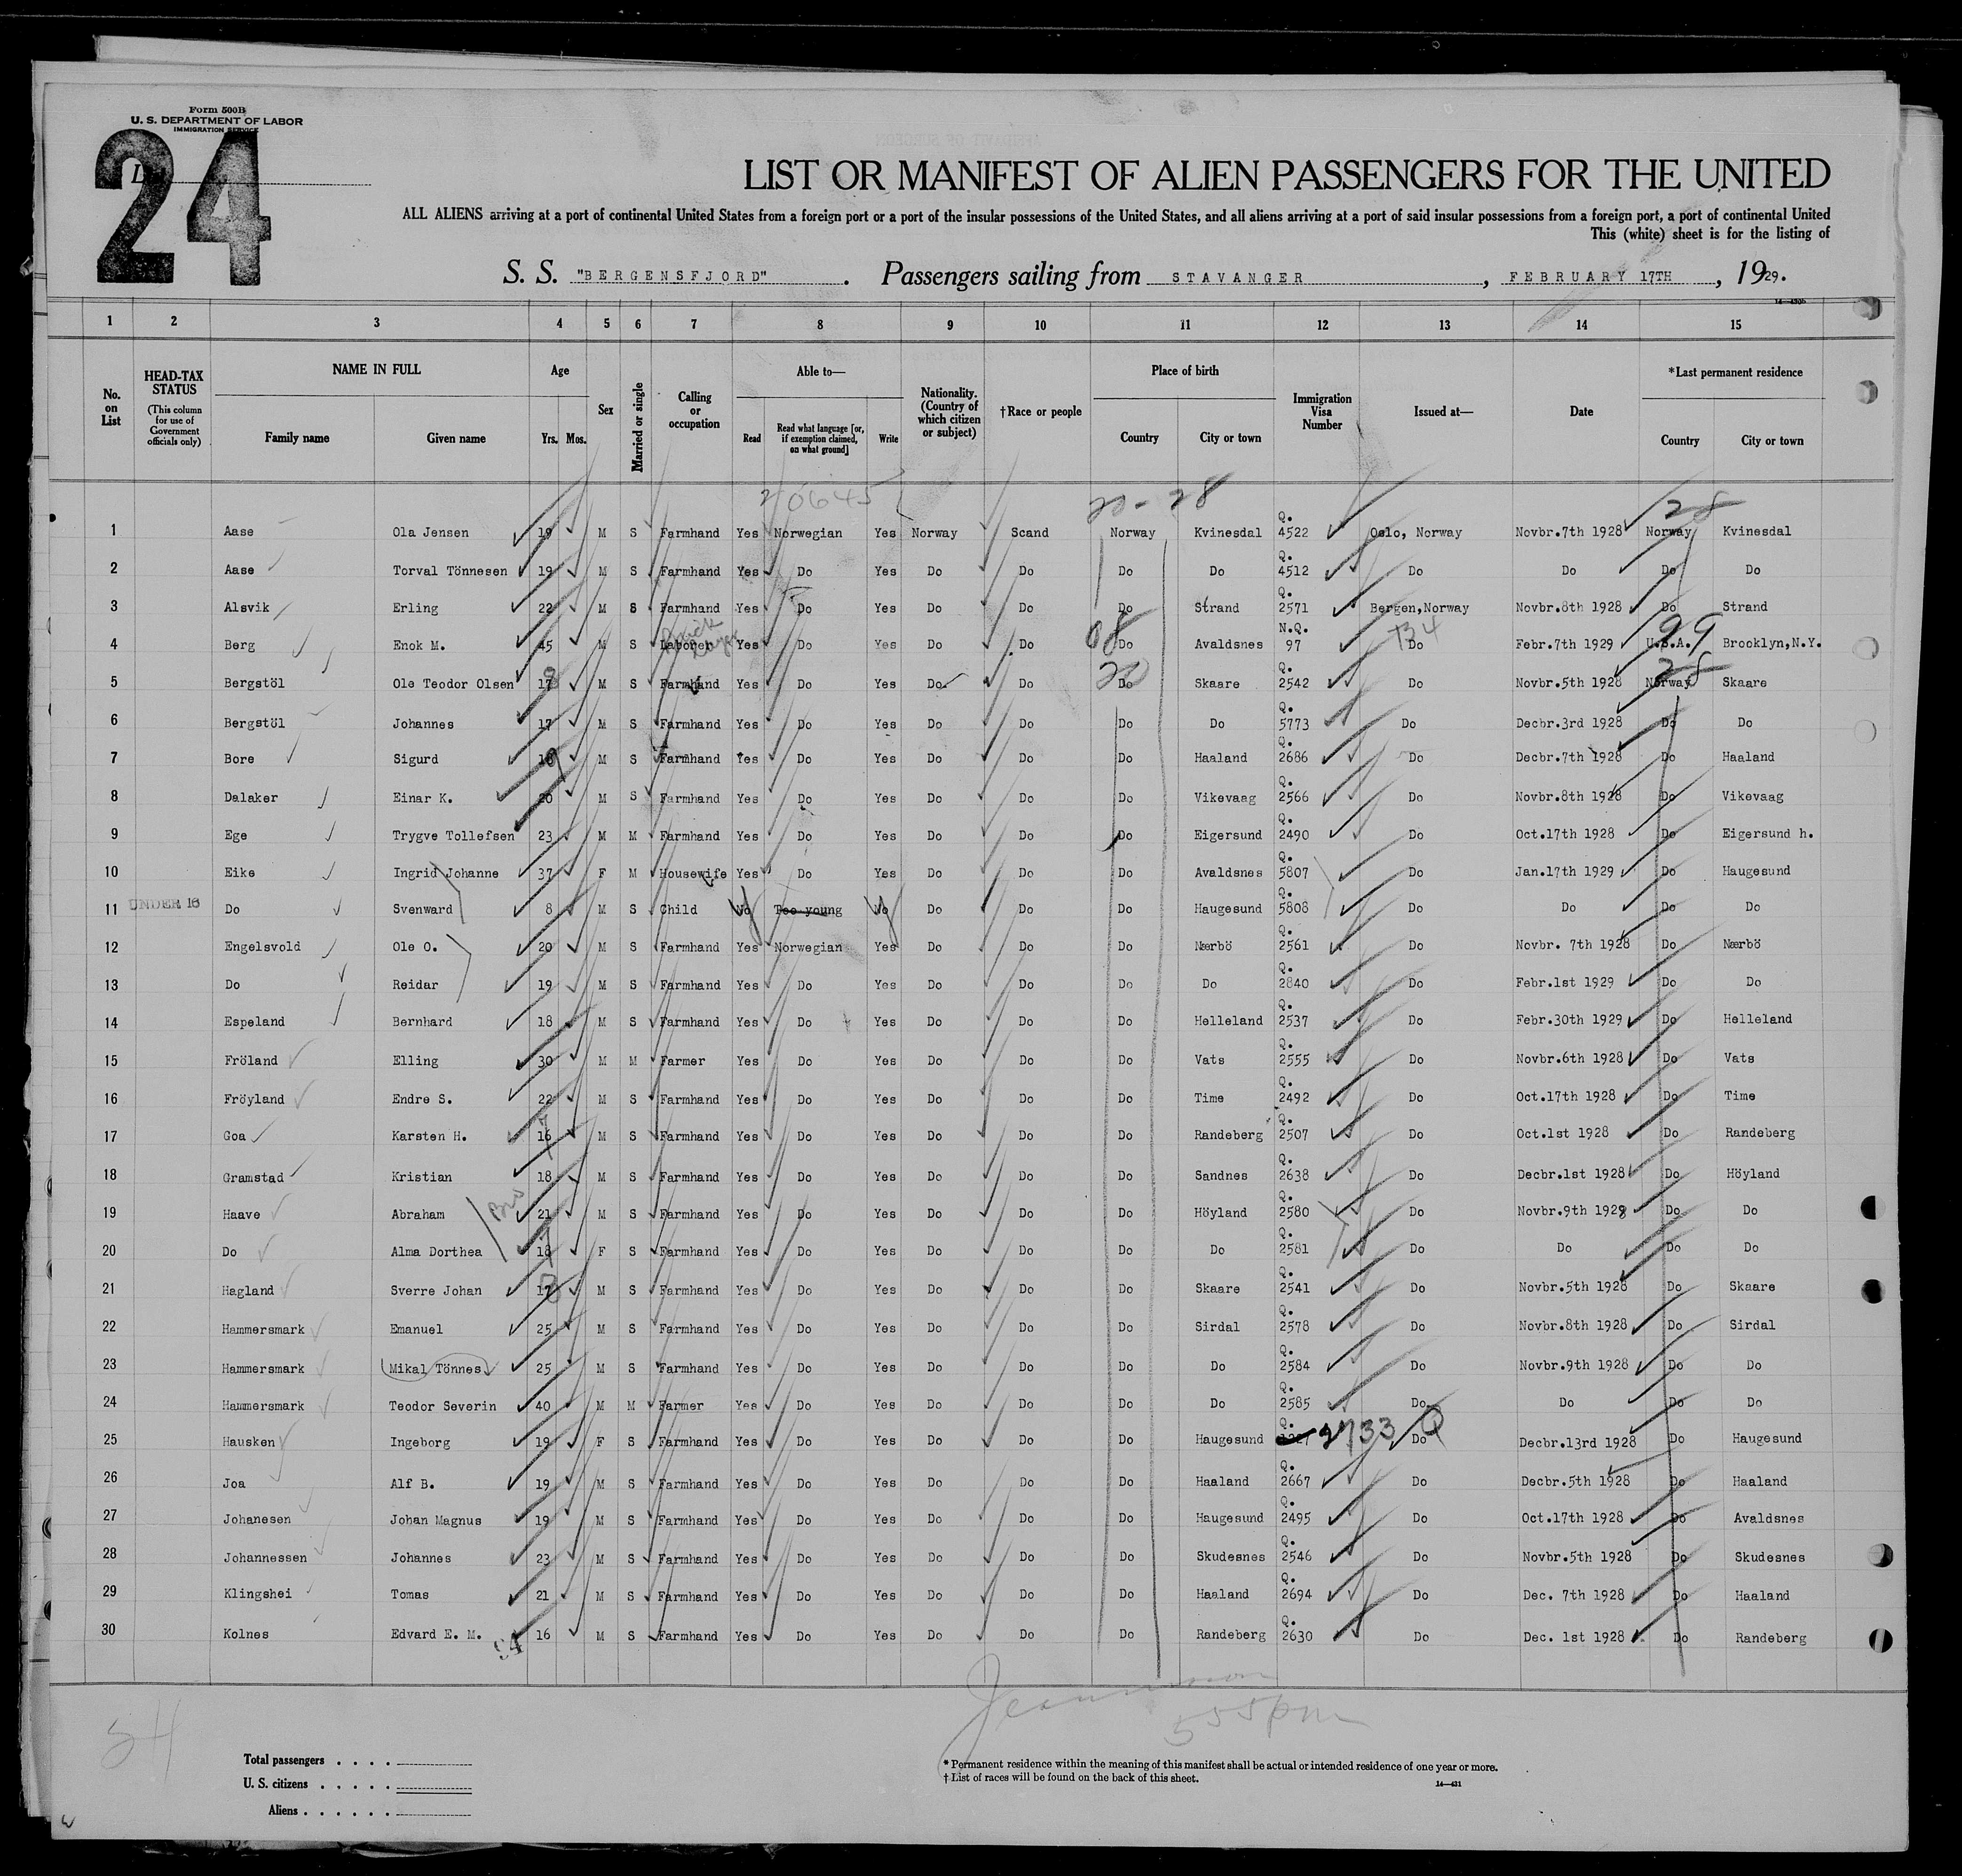 Form 500B
U. S. DEPARTMENT OF LABOR
IMMIGRATION SERVICE
24
LIST OR MANIFEST OF ALIEN PASSENGERS FOR THE UNITED
ALL ALIENS arriving at a port of continental United States from a foreign port or a port of the insular possessions of the United States, and all aliens arriving at a port of said insular possessions from a foreign port, a port of continental United
This (white) sheet is for the listing of
S. S. "BERGENSFJORD". Passengers sailing from STAVANGER, FEBRUARY 17TH, 1929.
14—430b
1 2 3 4 5 6 7 8 9 10 11 12 13 14 15
No. on List
HEAD-TAX STATUS (This column for use of Government officials only)
NAME IN FULL
Family name Given name
Age
Yrs. Mos.
Sex
Married or single
Calling or occupation
Able to—
Read Read what language [or, if exemption claimed, on what ground] Write
Nationality. (Country of which citizen or subject)
†Race or people
Place of birth
Country City or town
Immigration Visa Number
Issued at—
Date
*Last permanent residence
Country City or town
20645 20-28 28
1 Aase Ola Jensen 19 M S Farmhand Yes Norwegian Yes Norway Scand Norway Kvinesdal Q. 4522 Oslo, Norway Novbr.7th 1928 Norway Kvinesdal
2 Aase Torval Tönnesen 19 M S Farmhand Yes Do Yes Do Do Do Do Q. 4512 Do Do Do Do
3 Alsvik Erling 22 M S Farmhand Yes Do Yes Do Do Do Strand Q. 2571 Bergen,Norway Novbr.8th 1928 Do Strand
4 Berg Enok M. 45 M S Laborer Yes Do Yes Do Do 08 Do Avaldsnes N.Q. 97 Do Febr.7th 1929 U.S.A. 99 Brooklyn,N.Y.
5 Bergstöl Ole Teodor Olsen 17 8 M S Farmhand Yes Do Yes Do Do 20 Do Skaare Q. 2542 Do Novbr.5th 1928 Norway 28 Skaare
6 Bergstöl Johannes 17 M S Farmhand Yes Do Yes Do Do Do Do Q. 5773 Do Decbr.3rd 1928 Do Do
7 Bore Sigurd 18 9 M S Farmhand Yes Do Yes Do Do Do Haaland Q. 2686 Do Decbr.7th 1928 Do Haaland
8 Dalaker Einar K. 20 M S Farmhand Yes Do Yes Do Do Do Vikevaag Q. 2566 Do Novbr.8th 1928 Do Vikevaag
9 Ege Trygve Tollefsen 23 M M Farmhand Yes Do Yes Do Do Do Eigersund Q. 2490 Do Oct.17th 1928 Do Eigersund h.
10 Eike Ingrid Johanne 37 F M Housewife Yes Do Yes Do Do Do Avaldsnes Q. 5807 Do Jan.17th 1929 Do Haugesund
11 UNDER 16 Do Svenward 8 M S Child No Too young No Do Do Do Haugesund Q. 5808 Do Do Do Do
12 Engelsvold Ole O. 20 M S Farmhand Yes Norwegian Yes Do Do Do Nærbö Q. 2561 Do Novbr. 7th 1928 Do Nærbö
13 Do Reidar 19 M S Farmhand Yes Do Yes Do Do Do Do Q. 2840 Do Febr.1st 1929 Do Do
14 Espeland Bernhard 18 M S Farmhand Yes Do Yes Do Do Do Helleland Q. 2537 Do Febr.30th 1929 Do Helleland
15 Fröland Elling 30 M M Farmer Yes Do Yes Do Do Do Vats Q. 2555 Do Novbr.6th 1928 Do Vats
16 Fröyland Endre S. 22 M S Farmhand Yes Do Yes Do Do Do Time Q. 2492 Do Oct.17th 1928 Do Time
17 Goa Karsten H. 16 7 M S Farmhand Yes Do Yes Do Do Do Randeberg Q. 2507 Do Oct.1st 1928 Do Randeberg
18 Gramstad Kristian 18 M S Farmhand Yes Do Yes Do Do Do Sandnes Q. 2638 Do Decbr.1st 1928 Do Höyland
19 Haave Abraham Bro 21 M S Farmhand Yes Do Yes Do Do Do Höyland Q. 2580 Do Novbr.9th 1928 Do Do
20 Do Alma Dorthea 18 F S Farmhand Yes Do Yes Do Do Do Do Q. 2581 Do Do Do Do
21 Hagland Sverre Johan 17 8 M S Farmhand Yes Do Yes Do Do Do Skaare Q. 2541 Do Novbr.5th 1928 Do Skaare
22 Hammersmark Emanuel 25 M S Farmhand Yes Do Yes Do Do Do Sirdal Q. 2578 Do Novbr.8th 1928 Do Sirdal
23 Hammersmark Mikal Tönnes 25 M S Farmhand Yes Do Yes Do Do Do Do Q. 2584 Do Novbr.9th 1928 Do Do
24 Hammersmark Teodor Severin 40 M M Farmer Yes Do Yes Do Do Do Do Q. 2585 Do Do Do Do
25 Hausken Ingeborg 19 F S Farmhand Yes Do Yes Do Do Do Haugesund Q. 2733 Q Do Decbr.13rd 1928 Do Haugesund
26 Joa Alf B. 19 M S Farmhand Yes Do Yes Do Do Do Haaland Q. 2667 Do Decbr.5th 1928 Do Haaland
27 Johanesen Johan Magnus 19 M S Farmhand Yes Do Yes Do Do Do Haugesund Q. 2495 Do Oct.17th 1928 Do Avaldsnes
28 Johannessen Johannes 23 M S Farmhand Yes Do Yes Do Do Do Skudesnes Q. 2546 Do Novbr.5th 1928 Do Skudesnes
29 Klingshei Tomas 21 M S Farmhand Yes Do Yes Do Do Do Haaland Q. 2694 Do Dec. 7th 1928 Do Haaland
30 Kolnes Edvard E. M. 16 M S Farmhand Yes Do Yes Do Do Do Randeberg Q. 2630 Do Dec. 1st 1928 Do Randeberg
555pm
Total passengers
U. S. citizens
Aliens
* Permanent residence within the meaning of this manifest shall be actual or intended residence of one year or more.
† List of races will be found on the back of this sheet.
14—431